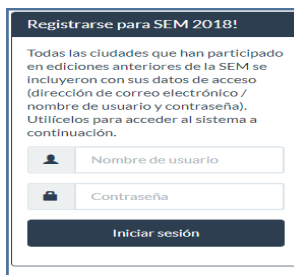 Registrarse para SEM 2018!
Todas las ciudades que han participado
en ediciones anteriores de la SEM se
incluyeron con sus datos de acceso
(dirección de correo electrónico /
nombre de usuario y contraseña).
Utilícelos para acceder al sistema a
continuación.
Nombre de usuario
Contraseña
Iniciar sesión